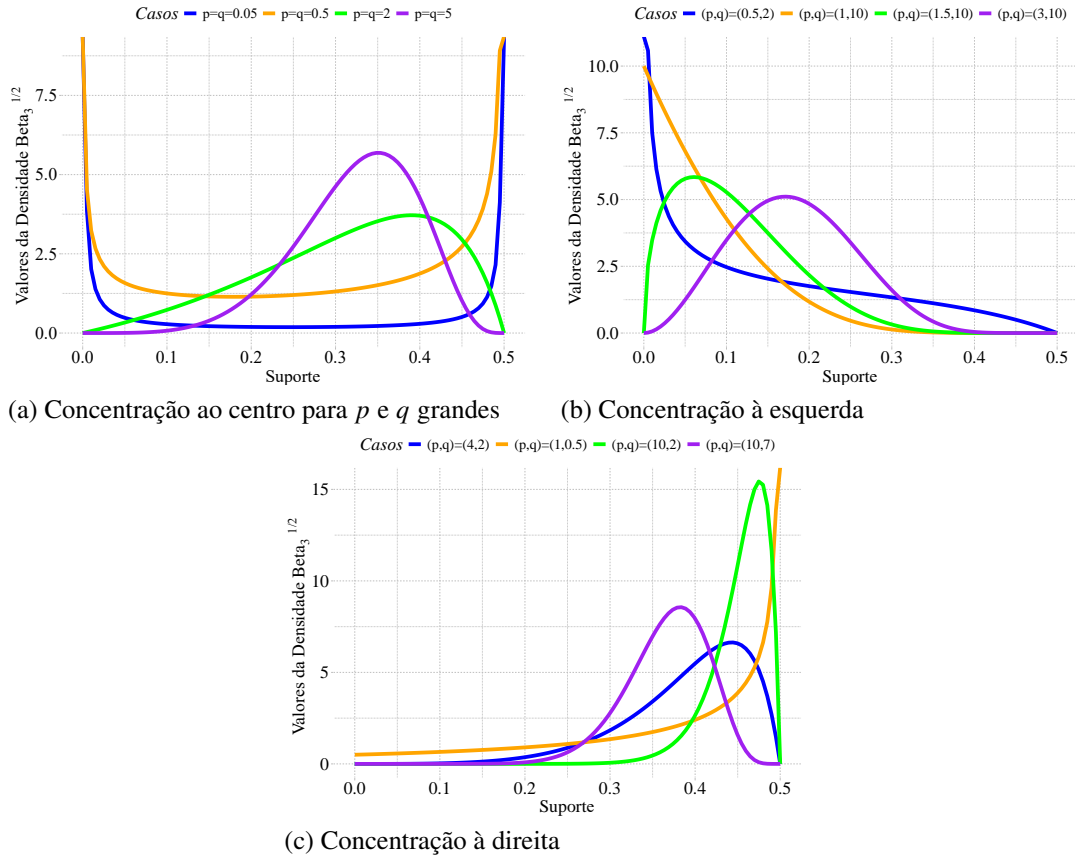 Casos p=q=0.05 p=q=0.5 p=q=2 p=q=5
Valores da Densidade Beta3 1/2
7.5
5.0
2.5
0.0
0.0 0.1 0.2 0.3 0.4 0.5
Suporte
(a) Concentração ao centro para p e q grandes
Casos (p,q)=(0.5,2) (p,q)=(1,10) (p,q)=(1.5,10) (p,q)=(3,10)
Valores da Densidade Beta3 1/2
10.0
7.5
5.0
2.5
0.0
0.0 0.1 0.2 0.3 0.4 0.5
Suporte
(b) Concentração à esquerda
Casos (p,q)=(4,2) (p,q)=(1,0.5) (p,q)=(10,2) (p,q)=(10,7)
Valores da Densidade Beta3 1/2
15
10
5
0
0.0 0.1 0.2 0.3 0.4 0.5
Suporte
(c) Concentração à direita